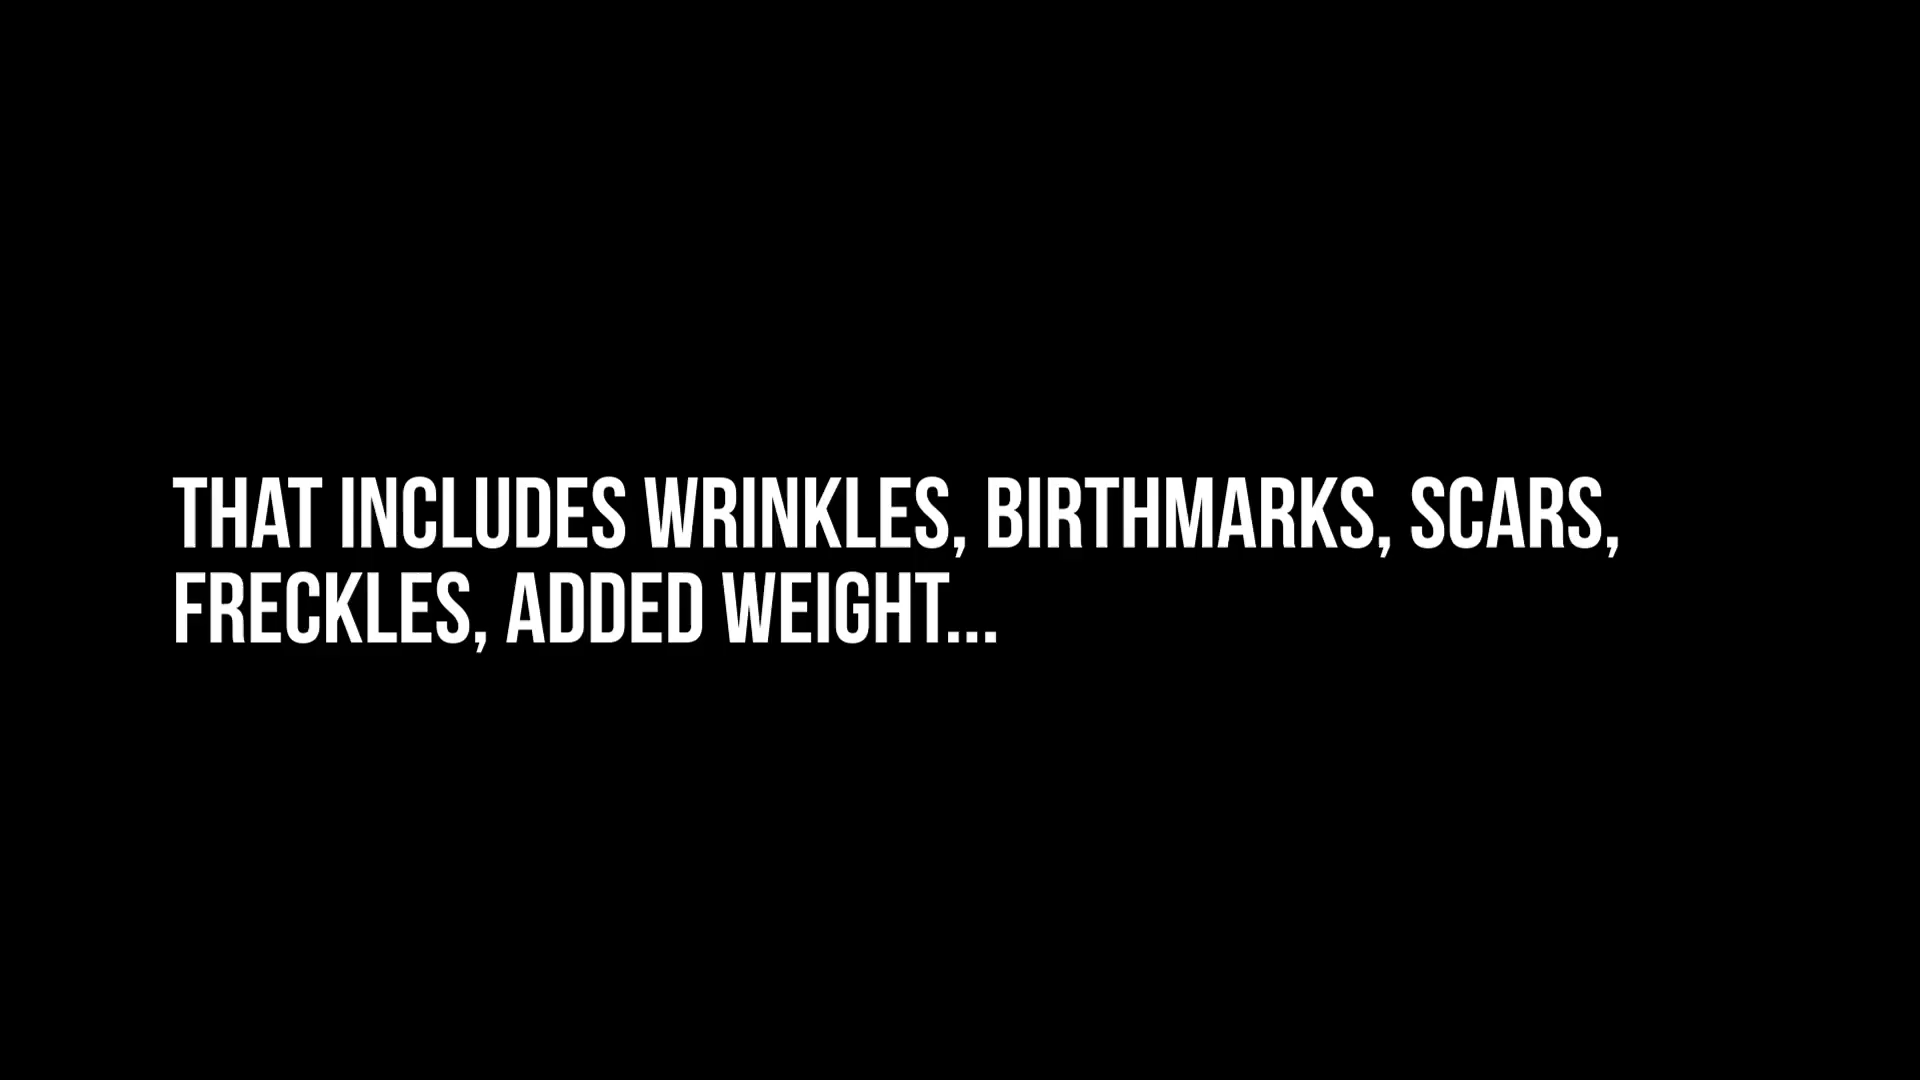 THAT INCLUDES WRINKLES, BIRTHMARKS, SCARS,
FRECKLES, ADDED WEIGHT...